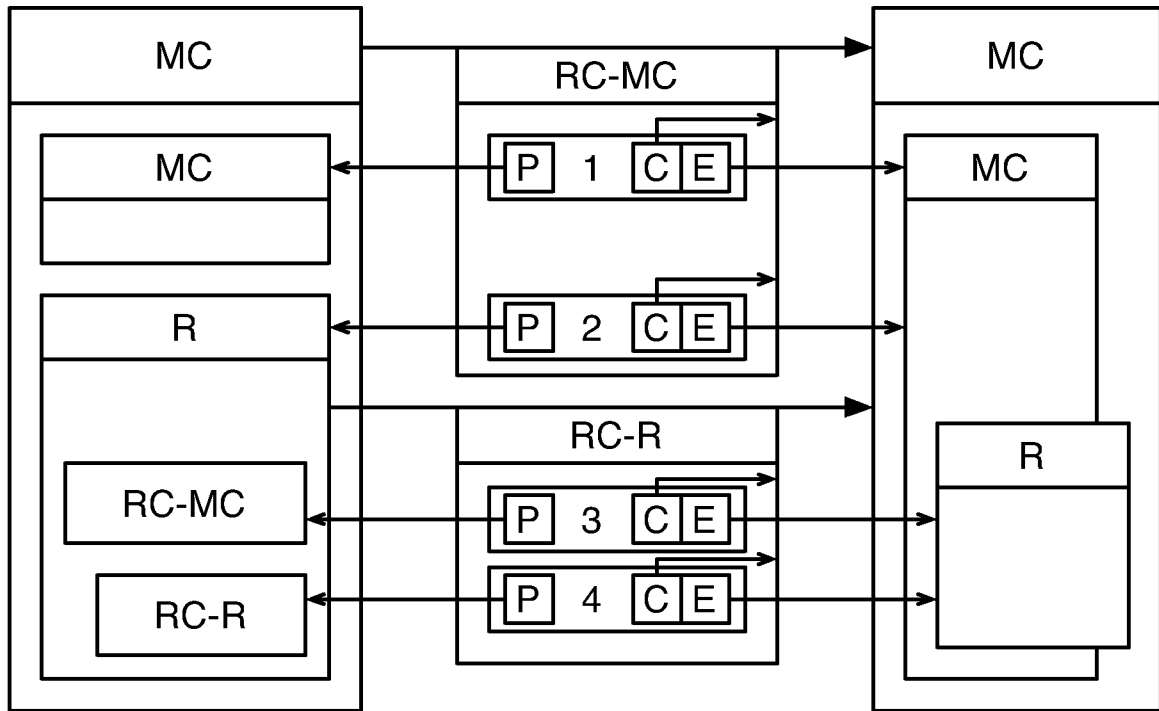 MC
RC-MC
MC
MC
P 1 C E
MC
R
P 2 C E
RC-R
R
RC-MC
P 3 C E
RC-R
P 4 C E